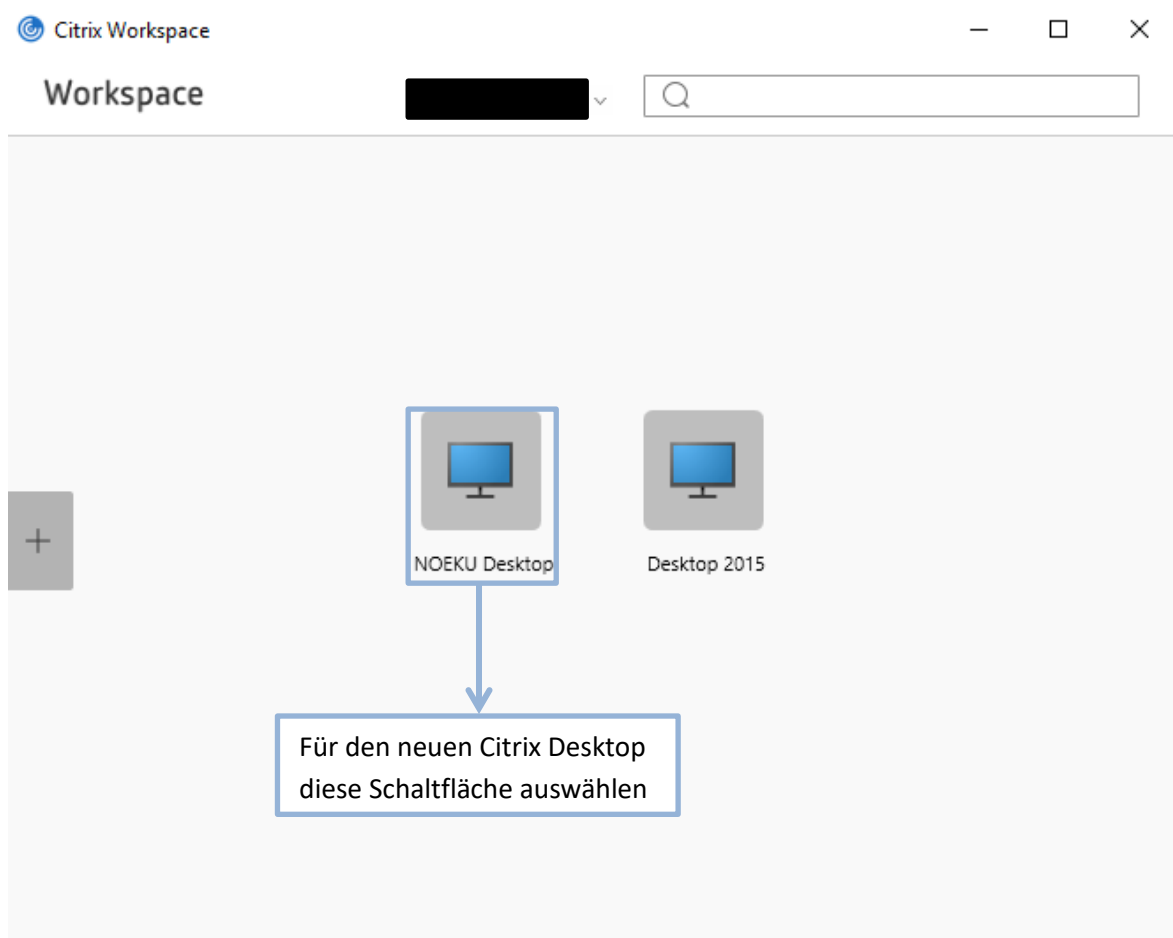 Citrix Workspace
Workspace
NOEKU Desktop
Desktop 2015
Für den neuen Citrix Desktop
diese Schaltfläche auswählen